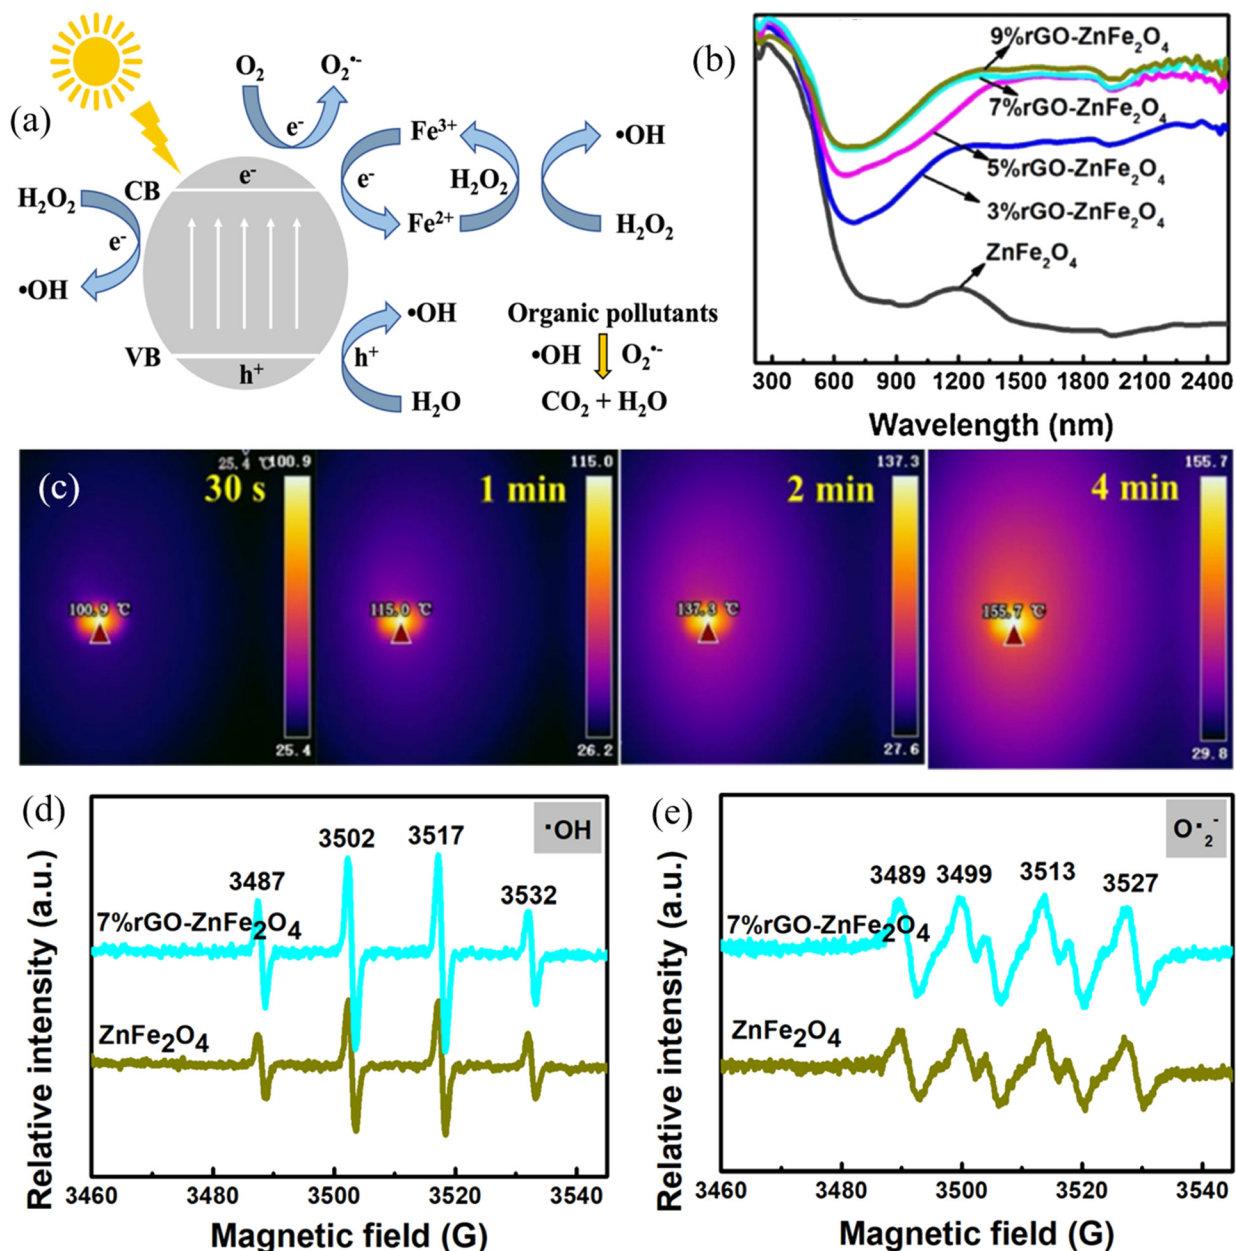 (a)
O₂
O₂•-
e-
Fe³⁺
•OH
H₂O₂
CB
e-
e-
H₂O₂
e-
Fe²⁺
H₂O₂
•OH
VB
h⁺
h⁺
•OH
H₂O
Organic pollutants
•OH O₂•-
CO₂ + H₂O
(b)
9%rGO-ZnFe₂O₄
7%rGO-ZnFe₂O₄
5%rGO-ZnFe₂O₄
3%rGO-ZnFe₂O₄
ZnFe₂O₄
300 600 900 1200 1500 1800 2100 2400
Wavelength (nm)
(c)
25.4 ℃
100.9
30 s
100.9 ℃
25.4
115.0
1 min
115.0 ℃
26.2
137.3
2 min
137.3 ℃
27.6
155.7
4 min
155.7 ℃
29.8
(d)
·OH
3487
3502
3517
3532
7%rGO-ZnFe₂O₄
ZnFe₂O₄
Relative intensity (a.u.)
3460 3480 3500 3520 3540
Magnetic field (G)
(e)
O·₂-
3489
3499
3513
3527
7%rGO-ZnFe₂O₄
ZnFe₂O₄
Relative intensity (a.u.)
3460 3480 3500 3520 3540
Magnetic field (G)